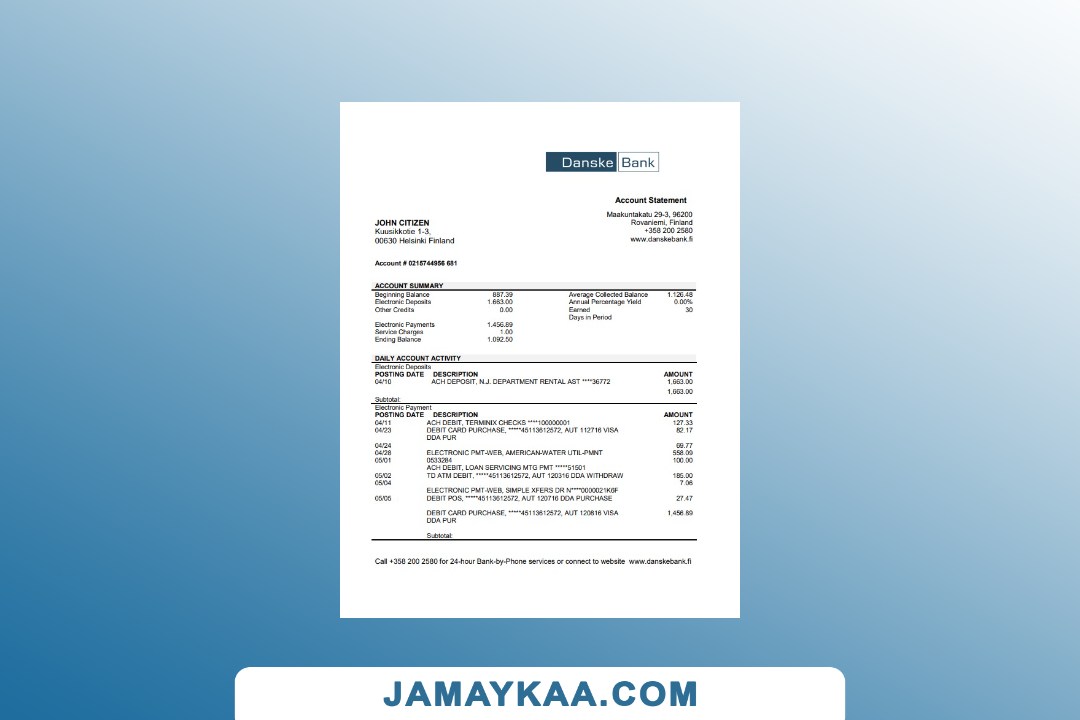 Danske Bank
Account Statement
Maakuntakatu 29-3, 96200
Rovaniemi, Finland
+358 200 2580
www.danskebank.fi
JOHN CITIZEN
Kuusikkotie 1-3,
00630 Helsinki Finland
Account # 0215744956 681
ACCOUNT SUMMARY
Beginning Balance 887.39 Average Collected Balance 1.126.48
Electronic Deposits 1.663.00 Annual Percentage Yield 0.00%
Other Credits 0.00 Earned 30
Days in Period
Electronic Payments 1.456.89
Service Charges 1.00
Ending Balance 1.092.50
DAILY ACCOUNT ACTIVITY
Electronic Deposits
POSTING DATE DESCRIPTION AMOUNT
04/10 ACH DEPOSIT, N.J. DEPARTMENT RENTAL AST ****36772 1,663.00
1,663.00
Subtotal:
Electronic Payment
POSTING DATE DESCRIPTION AMOUNT
04/11 ACH DEBIT, TERMINIX CHECKS ****100000001 127.33
04/23 DEBIT CARD PURCHASE, *****45113612572, AUT 112716 VISA 82.17
DDA PUR
04/24 69.77
04/28 ELECTRONIC PMT-WEB, AMERICAN-WATER UTIL-PMNT 558.09
05/01 0533284 100.00
ACH DEBIT, LOAN SERVICING MTG PMT *****51501
05/02 TD ATM DEBIT, *****45113612572, AUT 120316 DDA WITHDRAW 185.00
05/04 7.06
ELECTRONIC PMT-WEB, SIMPLE XFERS DR N****0000021K6F
05/05 DEBIT POS, *****45113612572, AUT 120716 DDA PURCHASE 27.47
DEBIT CARD PURCHASE, *****45113612572, AUT 120816 VISA 1,456.89
DDA PUR
Subtotal:
Call +358 200 2580 for 24-hour Bank-by-Phone services or connect to website www.danskebank.fi
JAMAYKAA.COM